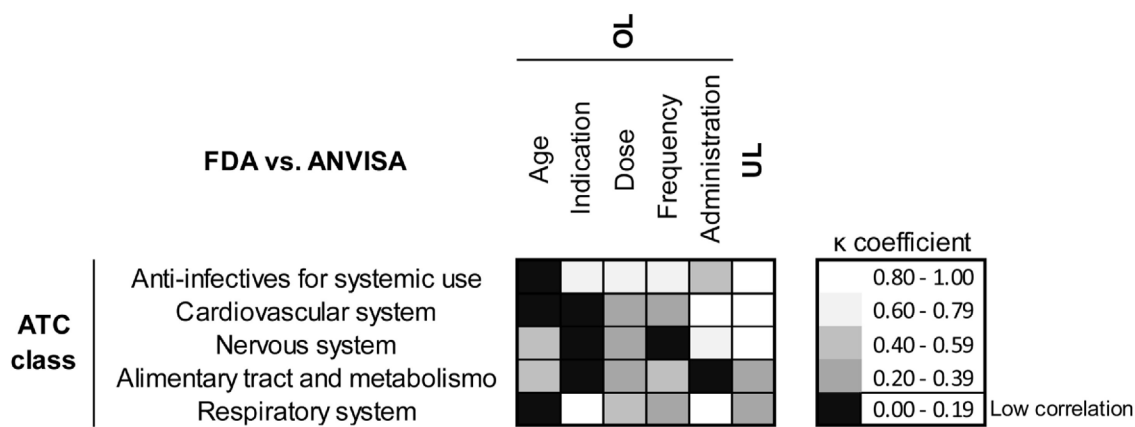 OL
FDA vs. ANVISA
Age
Indication
Dose
Frequency
Administration
UL
κ coefficient
ATC
class
Anti-infectives for systemic use
Cardiovascular system
Nervous system
Alimentary tract and metabolismo
Respiratory system
0.80 - 1.00
0.60 - 0.79
0.40 - 0.59
0.20 - 0.39
0.00 - 0.19 Low correlation